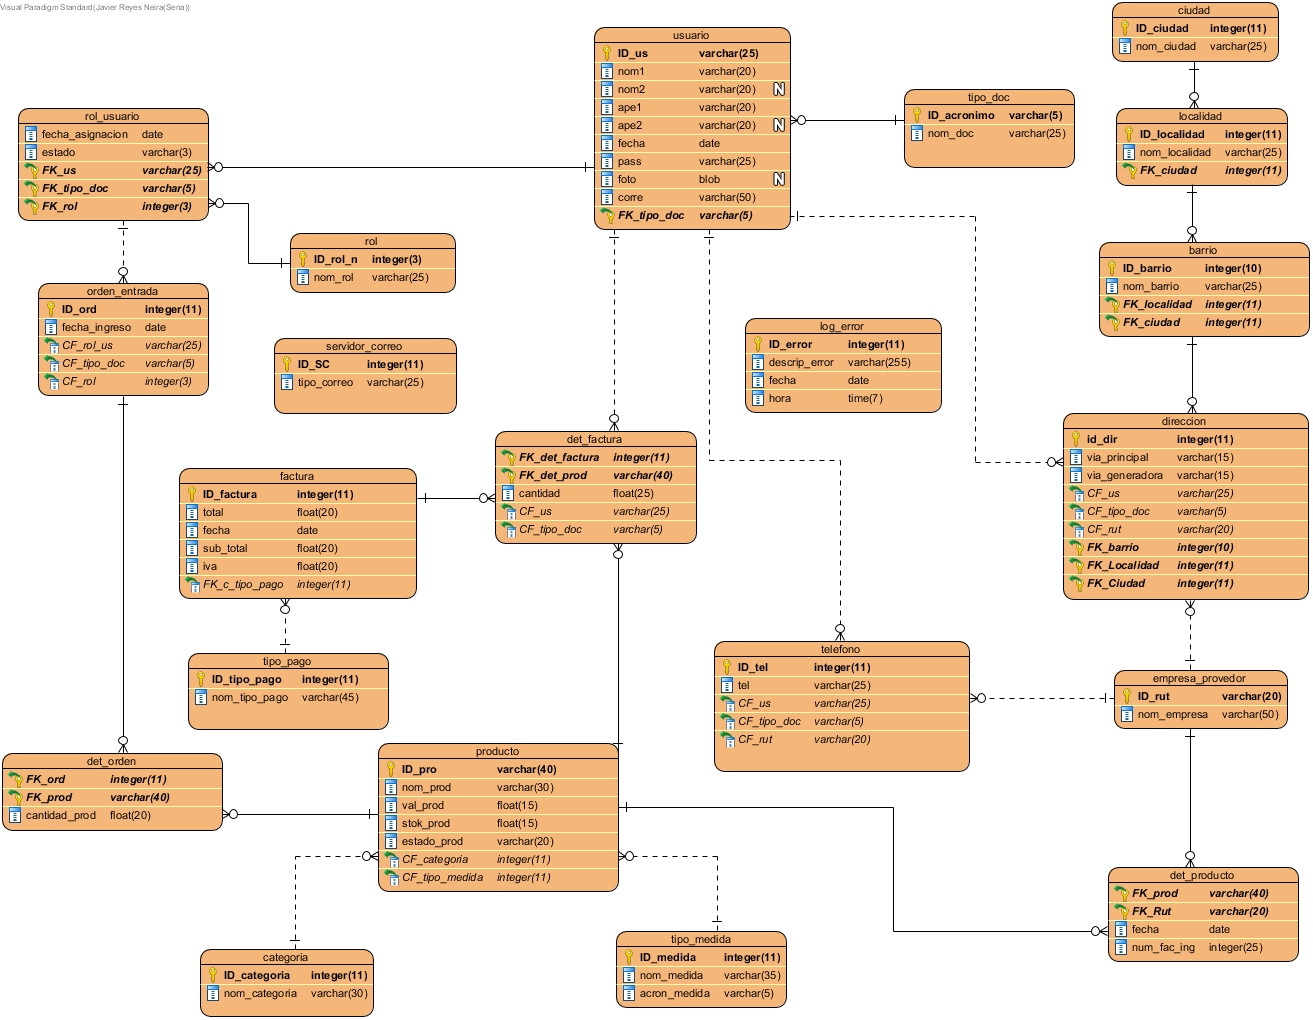 Visual Paradigm Standard(Javier Reyes Neira(Sena))
usuario
ID_us varchar(25)
nom1 varchar(20)
nom2 varchar(20) N
ape1 varchar(20)
ape2 varchar(20) N
fecha date
pass varchar(25)
foto blob N
corre varchar(50)
FK_tipo_doc varchar(5)
ciudad
ID_ciudad integer(11)
nom_ciudad varchar(25)
tipo_doc
ID_acronimo varchar(5)
nom_doc varchar(25)
rol_usuario
fecha_asignacion date
estado varchar(3)
FK_us varchar(25)
FK_tipo_doc varchar(5)
FK_rol integer(3)
localidad
ID_localidad integer(11)
nom_localidad varchar(25)
FK_ciudad integer(11)
rol
ID_rol_n integer(3)
nom_rol varchar(25)
barrio
ID_barrio integer(10)
nom_barrio varchar(25)
FK_localidad integer(11)
FK_ciudad integer(11)
orden_entrada
ID_ord integer(11)
fecha_ingreso date
CF_rol_us varchar(25)
CF_tipo_doc varchar(5)
CF_rol integer(3)
servidor_correo
ID_SC integer(11)
tipo_correo varchar(25)
log_error
ID_error integer(11)
descrip_error varchar(255)
fecha date
hora time(7)
direccion
id_dir integer(11)
via_principal varchar(15)
via_generadora varchar(15)
CF_us varchar(25)
CF_tipo_doc varchar(5)
CF_rut varchar(20)
FK_barrio integer(10)
FK_Localidad integer(11)
FK_Ciudad integer(11)
det_factura
FK_det_factura integer(11)
FK_det_prod varchar(40)
cantidad float(25)
CF_us varchar(25)
CF_tipo_doc varchar(5)
factura
ID_factura integer(11)
total float(20)
fecha date
sub_total float(20)
iva float(20)
FK_c_tipo_pago integer(11)
tipo_pago
ID_tipo_pago integer(11)
nom_tipo_pago varchar(45)
telefono
ID_tel integer(11)
tel varchar(25)
CF_us varchar(25)
CF_tipo_doc varchar(5)
CF_rut varchar(20)
empresa_provedor
ID_rut varchar(20)
nom_empresa varchar(50)
det_orden
FK_ord integer(11)
FK_prod varchar(40)
cantidad_prod float(20)
producto
ID_pro varchar(40)
nom_prod varchar(30)
val_prod float(15)
stok_prod float(15)
estado_prod varchar(20)
CF_categoria integer(11)
CF_tipo_medida integer(11)
det_producto
FK_prod varchar(40)
FK_Rut varchar(20)
fecha date
num_fac_ing integer(25)
categoria
ID_categoria integer(11)
nom_categoria varchar(30)
tipo_medida
ID_medida integer(11)
nom_medida varchar(35)
acron_medida varchar(5)